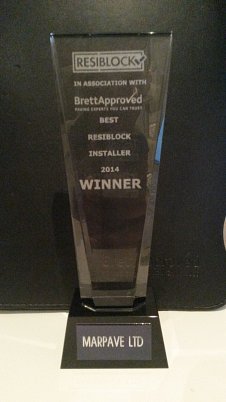 RESIBLOCK
IN ASSOCIATION WITH
BrettApproved
PAVING EXPERTS YOU CAN TRUST
BEST
RESIBLOCK
INSTALLER
2014
WINNER
MARPAVE LTD